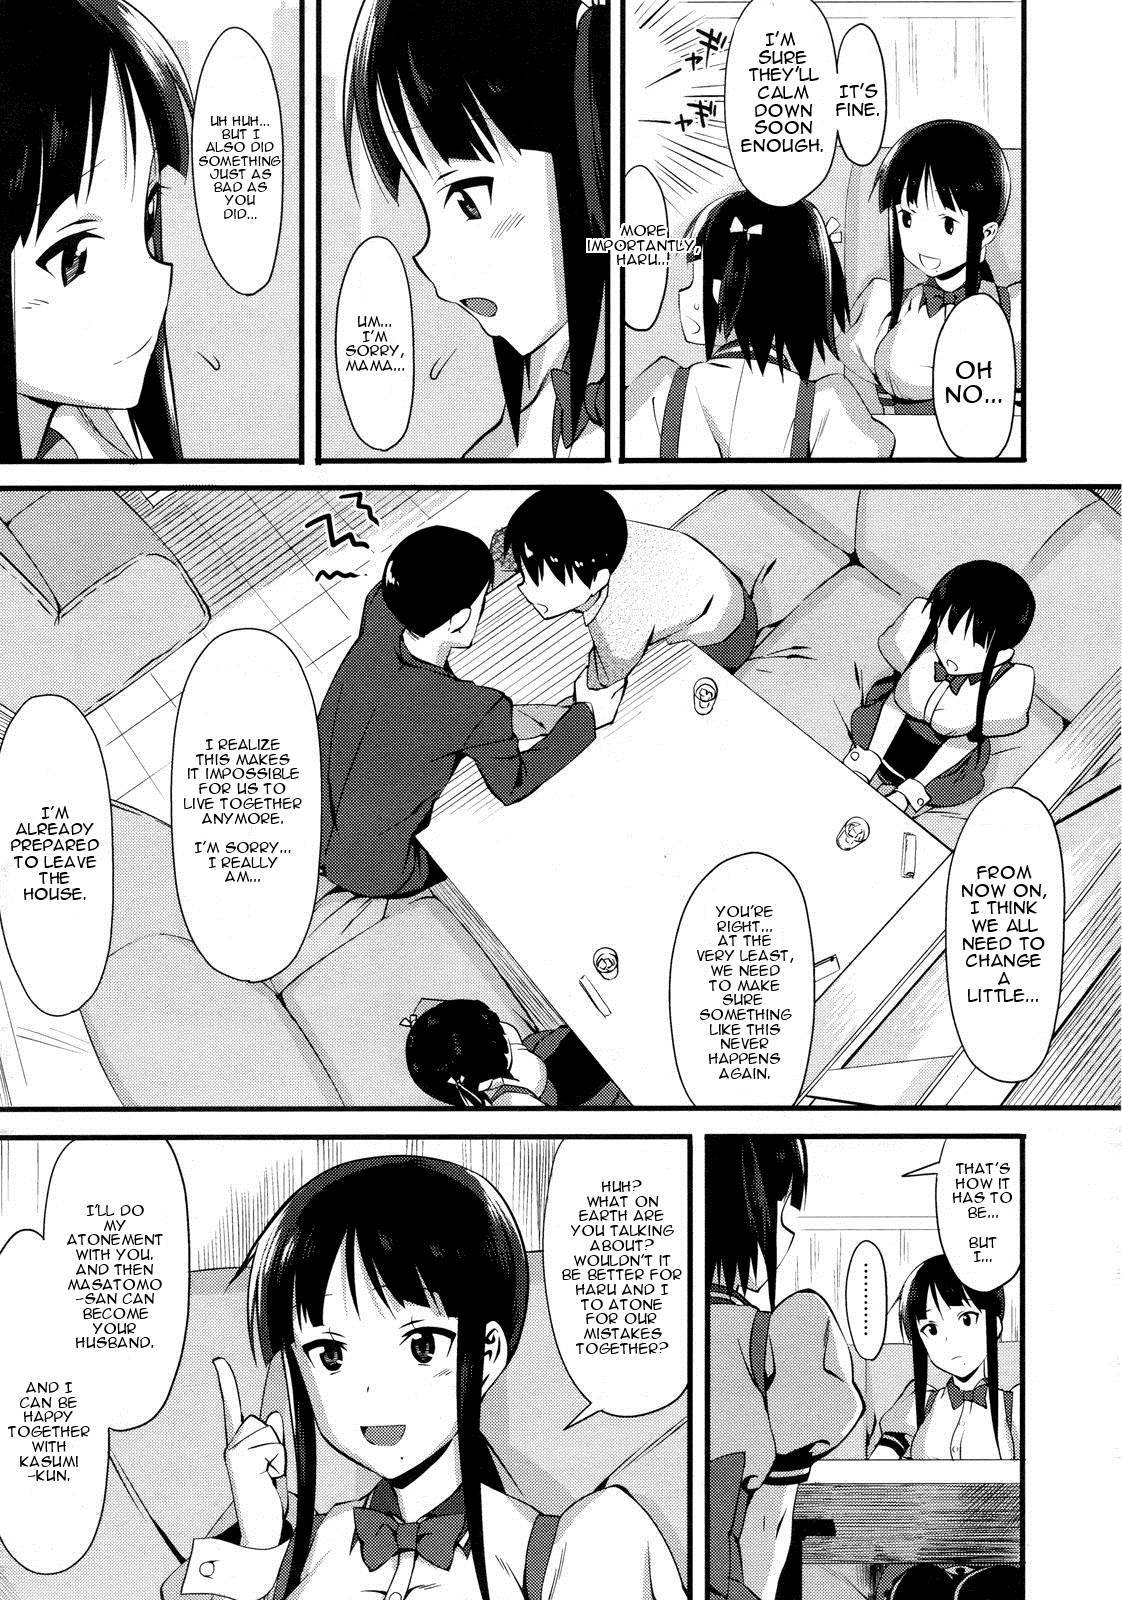 IT'S
FINE.
I'M
SURE
THEY'LL
CALM
DOWN
SOON
ENOUGH.
OH
NO...
MORE
IMPORTANTLY,
HARU...
UM...
I'M
SORRY,
MAMA...
UH HUH...
BUT I
ALSO DID
SOMETHING
JUST AS
BAD AS
YOU
DID...
FROM
NOW ON,
I THINK
WE ALL
NEED TO
CHANGE
A
LITTLE...
YOU'RE
RIGHT...
AT THE
VERY LEAST,
WE NEED
TO MAKE
SURE
SOMETHING
LIKE THIS
NEVER
HAPPENS
AGAIN.
I REALIZE
THIS MAKES
IT IMPOSSIBLE
FOR US TO
LIVE TOGETHER
ANYMORE.
I'M SORRY...
I REALLY
AM...
I'M
ALREADY
PREPARED
TO LEAVE
THE
HOUSE.
THAT'S
HOW IT
HAS TO
BE...
BUT
I...
.........
HUH?
WHAT ON
EARTH ARE
YOU TALKING
ABOUT?
WOULDN'T IT
BE BETTER FOR
HARU AND I
TO ATONE
FOR OUR
MISTAKES
TOGETHER?
I'LL DO
MY
ATONEMENT
WITH YOU.
AND THEN
MASATOMO
-SAN CAN
BECOME
YOUR
HUSBAND.
AND I
CAN BE
HAPPY
TOGETHER
WITH
KASUMI
-KUN.